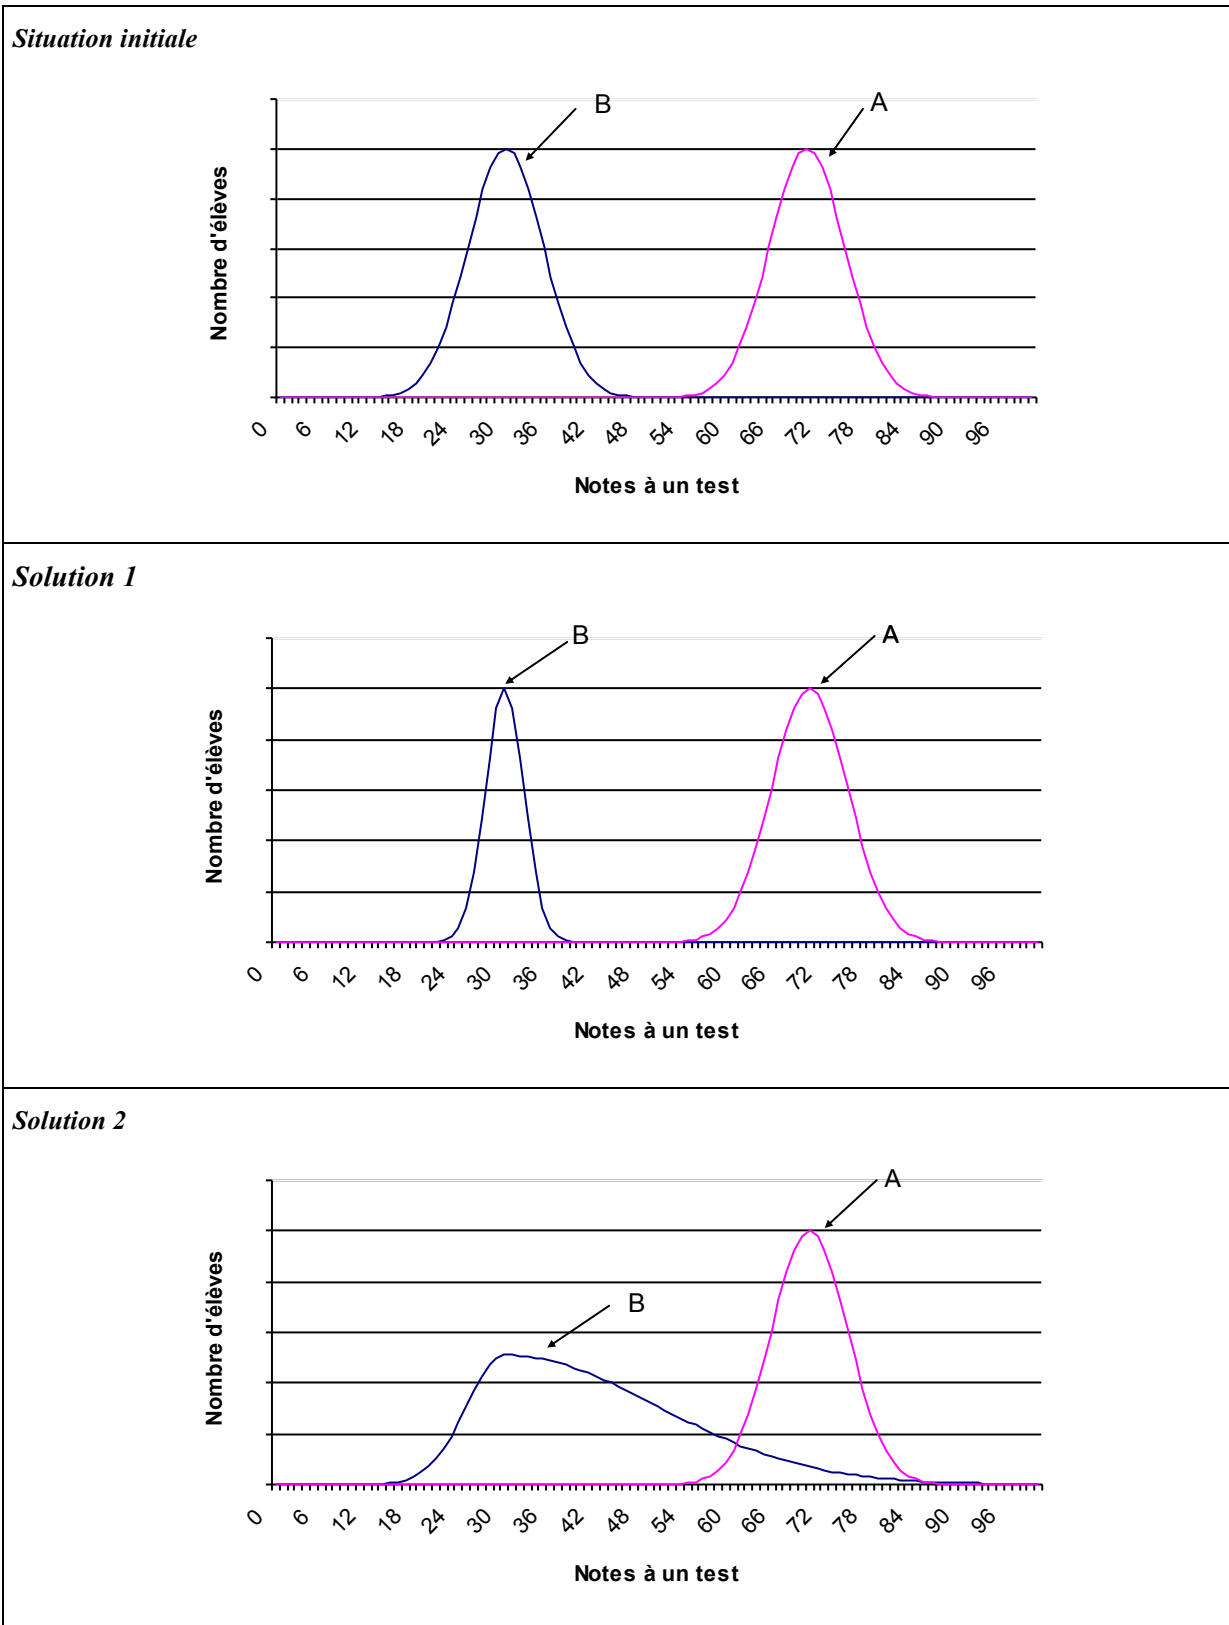 Situation initiale
B
A
Nombre d'élèves
0 6 12 18 24 30 36 42 48 54 60 66 72 78 84 90 96
Notes à un test
Solution 1
B
A
Nombre d'élèves
0 6 12 18 24 30 36 42 48 54 60 66 72 78 84 90 96
Notes à un test
Solution 2
A
B
Nombre d'élèves
0 6 12 18 24 30 36 42 48 54 60 66 72 78 84 90 96
Notes à un test